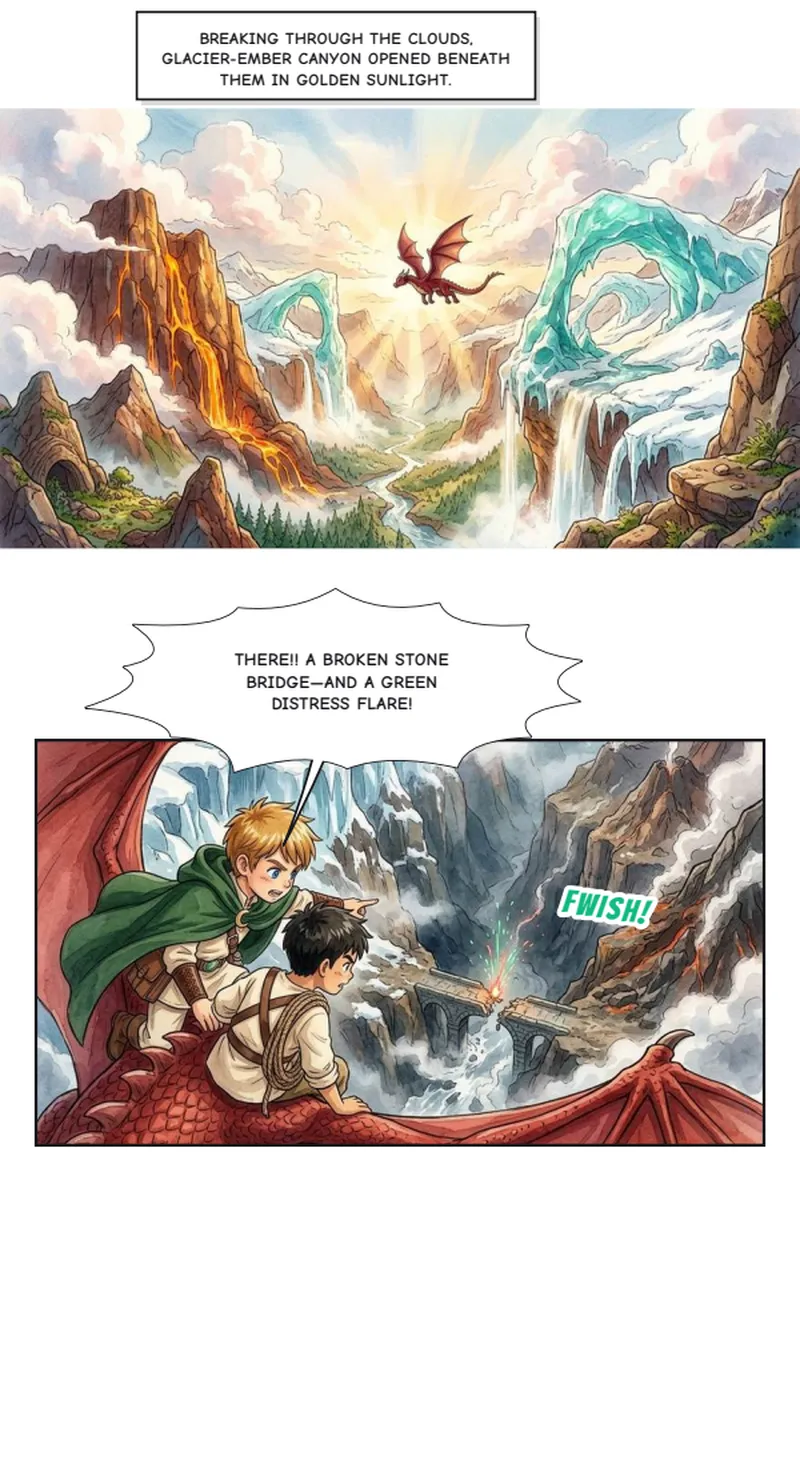 BREAKING THROUGH THE CLOUDS,
GLACIER-EMBER CANYON OPENED BENEATH
THEM IN GOLDEN SUNLIGHT.
THERE!! A BROKEN STONE
BRIDGE—AND A GREEN
DISTRESS FLARE!
FWISH!